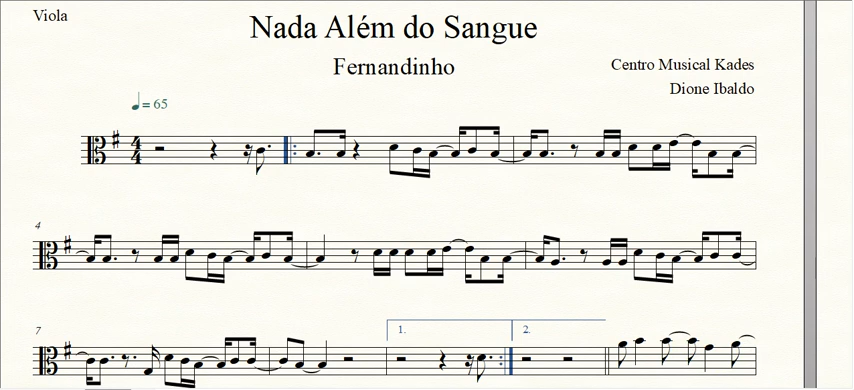 Viola
Nada Além do Sangue
Fernandinho
Centro Musical Kades
Dione Ibaldo
= 65
4
4
4
7
1.
2.